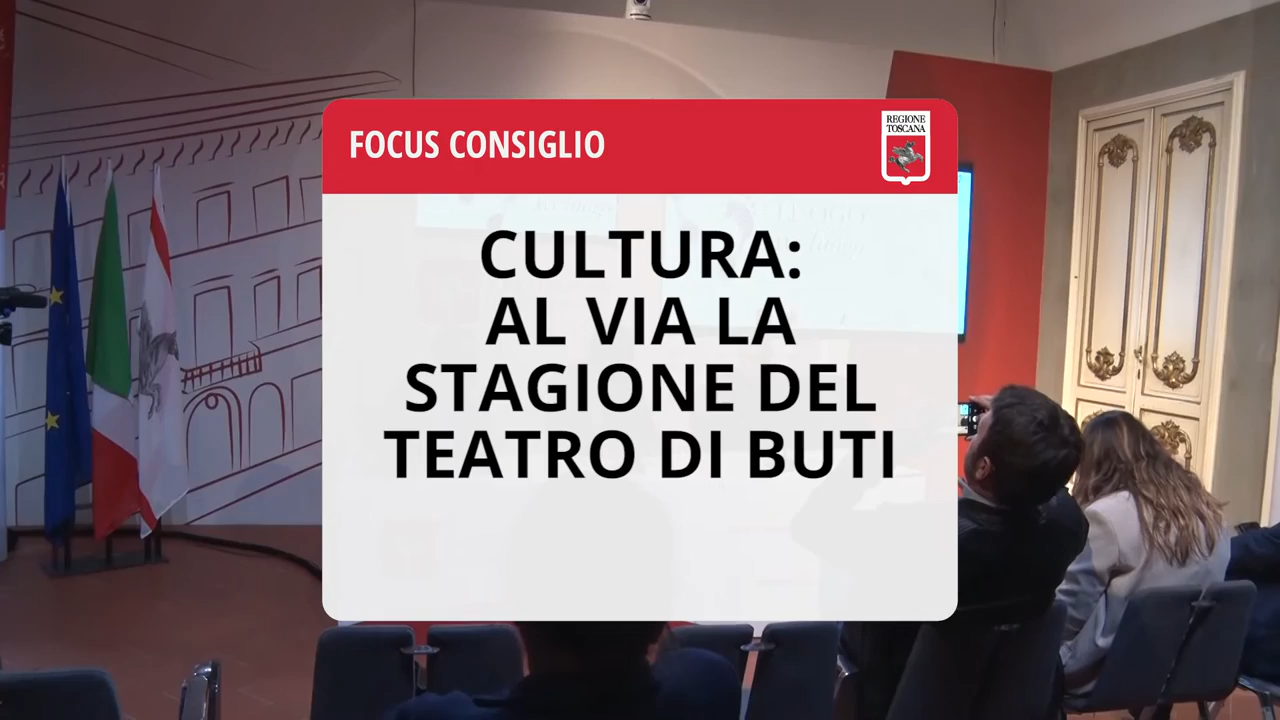 FOCUS CONSIGLIO
REGIONE
TOSCANA
CULTURA:
AL VIA LA
STAGIONE DEL
TEATRO DI BUTI